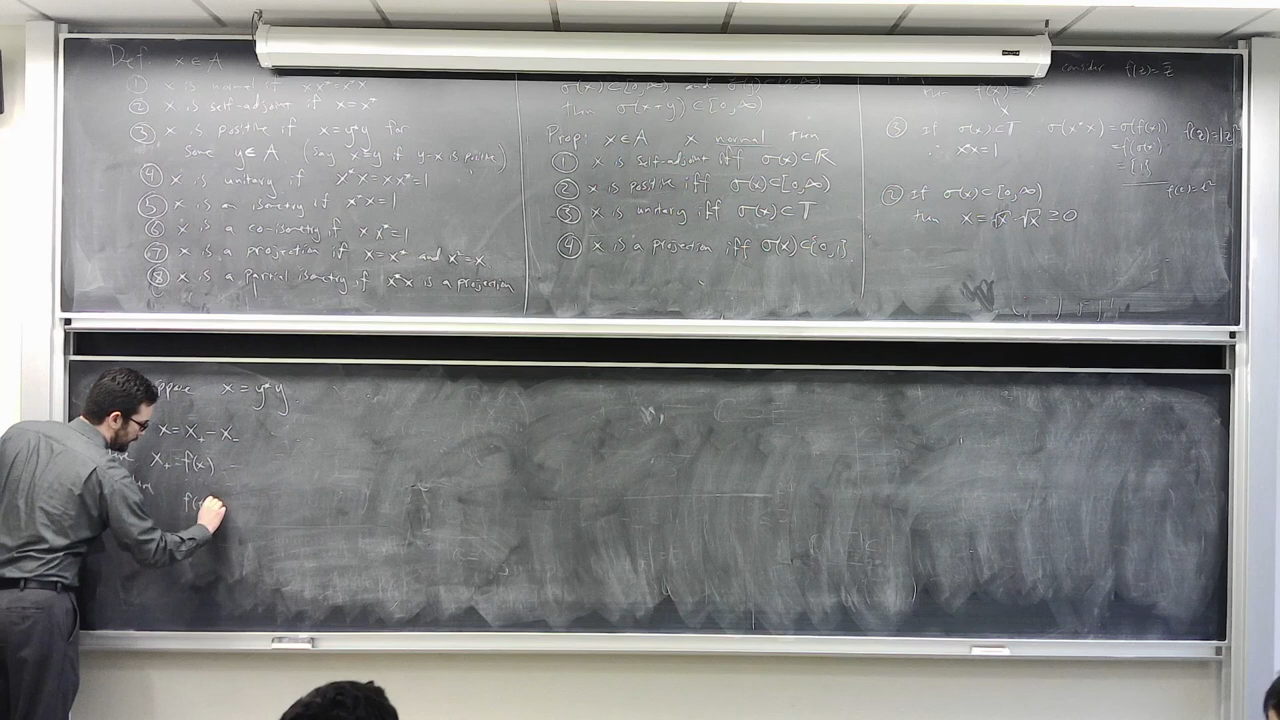 Def: x ∈ A
① x is normal if xx* = x*x
② x is self-adjoint if x = x*
③ x is positive if x = y*y for
some y ∈ A (say x ≤ y if y-x is positive)
④ x is unitary if x*x = xx* = 1
⑤ x is an isometry if x*x = 1
⑥ x is a co-isometry if xx* = 1
⑦ x is a projection if x = x* and x² = x
⑧ x is a partial isometry if x*x is a projection
σ(x) ⊂ [0,∞) and σ(y) ⊂ [0,∞)
then σ(x+y) ⊂ [0,∞)
Prop: x ∈ A x normal then
① x is self-adjoint iff σ(x) ⊂ ℝ
② x is positive iff σ(x) ⊂ [0,∞)
③ x is unitary iff σ(x) ⊂ T
④ x is a projection iff σ(x) ⊂ {0,1}
consider f(z) = z̄
then f(x) = x*
x
③ If σ(x) ⊂ T σ(x*x) = σ(f(x)) f(z) = |z|²
= f(σ(x))
∴ x*x = 1 = {1}
② If σ(x) ⊂ [0,∞)
then x = √x √x ≥ 0
x = y*y
x = x₊ - x₋
x₊ = f(x)
f(